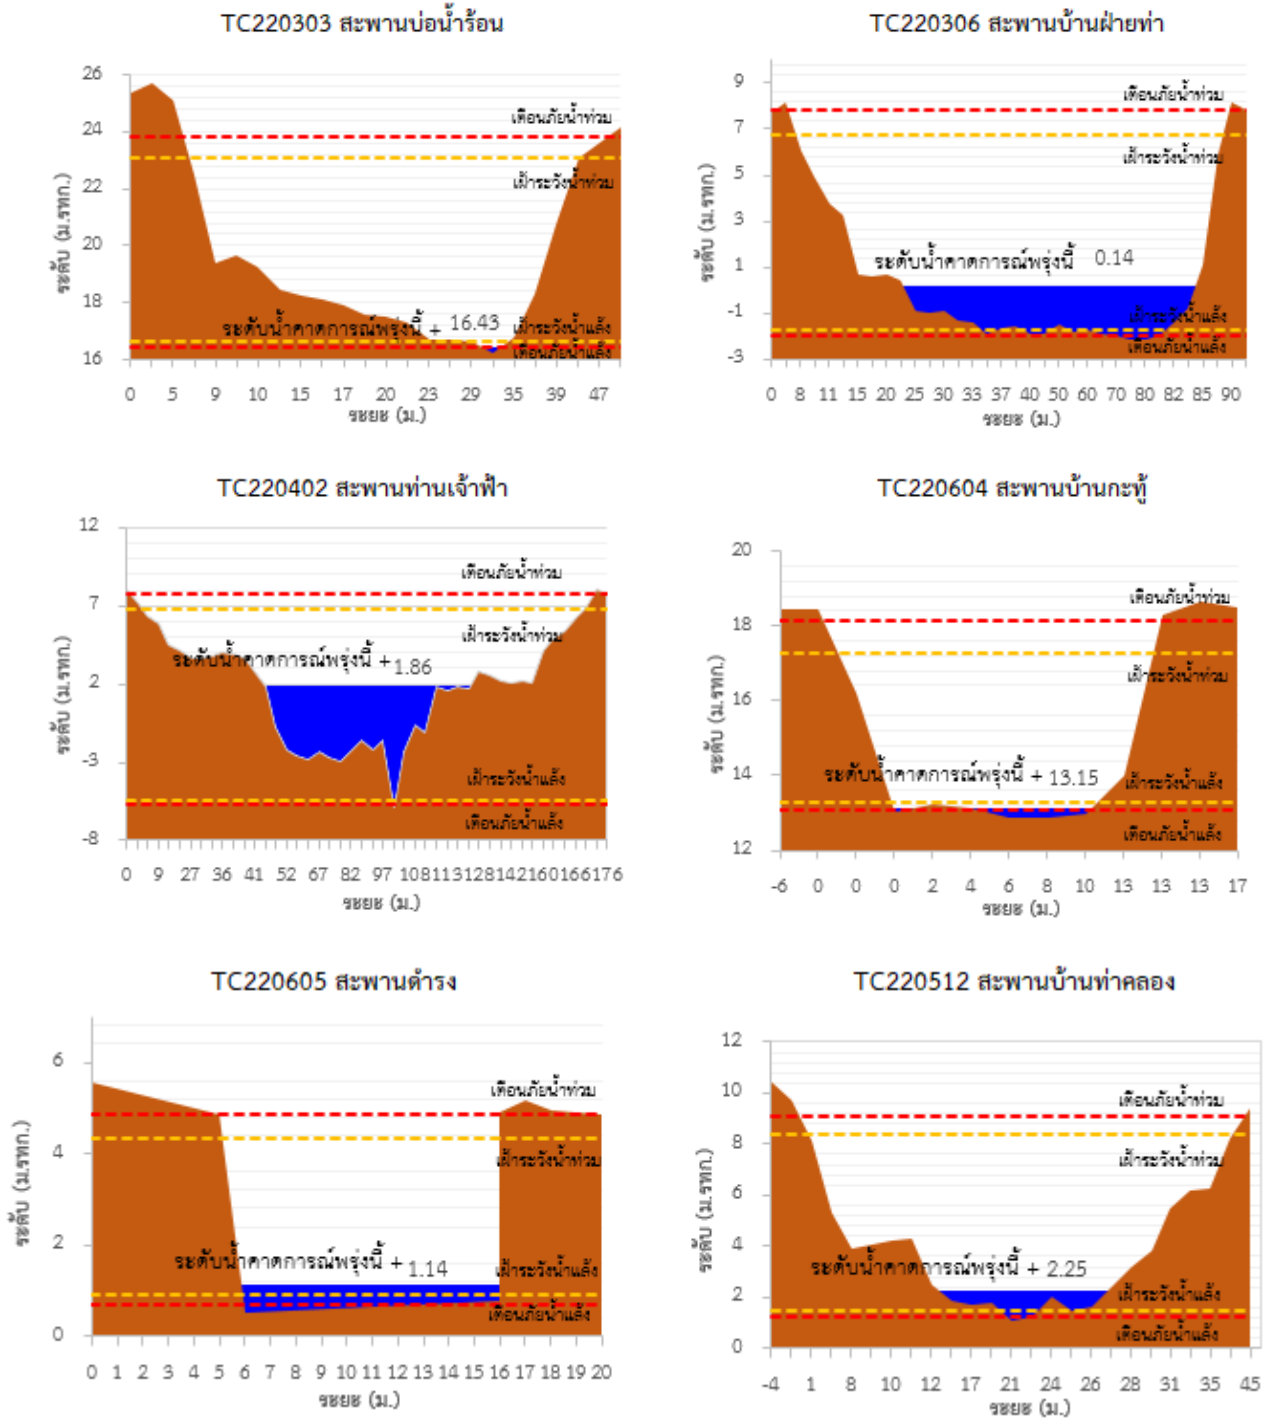 TC220303 สะพานบ่อน้ำร้อน
26
24
22
20
18
16
ระดับ (ม.รทก.)
เตือนภัยน้ำท่วม
เฝ้าระวังน้ำท่วม
ระดับน้ำคาดการณ์พรุ่งนี้ + 16.43
เฝ้าระวังน้ำแล้ง
เตือนภัยน้ำแล้ง
0 5 9 10 15 17 20 23 29 35 39 47
ระยะ (ม.)
TC220306 สะพานบ้านฝ่ายท่า
9
7
5
3
1
-1
-3
ระดับ (ม.รทก.)
เตือนภัยน้ำท่วม
เฝ้าระวังน้ำท่วม
ระดับน้ำคาดการณ์พรุ่งนี้ 0.14
เฝ้าระวังน้ำแล้ง
เตือนภัยน้ำแล้ง
0 8 11 15 20 25 30 33 37 40 50 60 70 80 82 85 90
ระยะ (ม.)
TC220402 สะพานท่านเจ้าฟ้า
12
7
2
-3
-8
ระดับ (ม.รทก.)
เตือนภัยน้ำท่วม
เฝ้าระวังน้ำท่วม
ระดับน้ำคาดการณ์พรุ่งนี้ + 1.86
เฝ้าระวังน้ำแล้ง
เตือนภัยน้ำแล้ง
0 9 27 36 41 52 67 82 97 108 113 128 142 160 166 176
ระยะ (ม.)
TC220604 สะพานบ้านกะทู้
20
18
16
14
12
ระดับ (ม.รทก.)
เตือนภัยน้ำท่วม
เฝ้าระวังน้ำท่วม
ระดับน้ำคาดการณ์พรุ่งนี้ + 13.15
เฝ้าระวังน้ำแล้ง
เตือนภัยน้ำแล้ง
-6 0 0 0 2 4 6 8 10 13 13 13 17
ระยะ (ม.)
TC220605 สะพานดำรง
6
4
2
0
ระดับ (ม.รทก.)
เตือนภัยน้ำท่วม
เฝ้าระวังน้ำท่วม
ระดับน้ำคาดการณ์พรุ่งนี้ + 1.14
เฝ้าระวังน้ำแล้ง
เตือนภัยน้ำแล้ง
0 1 2 3 4 5 6 7 8 9 10 11 12 13 14 15 16 17 18 19 20
ระยะ (ม.)
TC220512 สะพานบ้านท่าคลอง
12
10
8
6
4
2
0
ระดับ (ม.รทก.)
เตือนภัยน้ำท่วม
เฝ้าระวังน้ำท่วม
ระดับน้ำคาดการณ์พรุ่งนี้ + 2.25
เฝ้าระวังน้ำแล้ง
เตือนภัยน้ำแล้ง
-4 1 8 10 12 17 21 24 26 28 31 35 45
ระยะ (ม.)